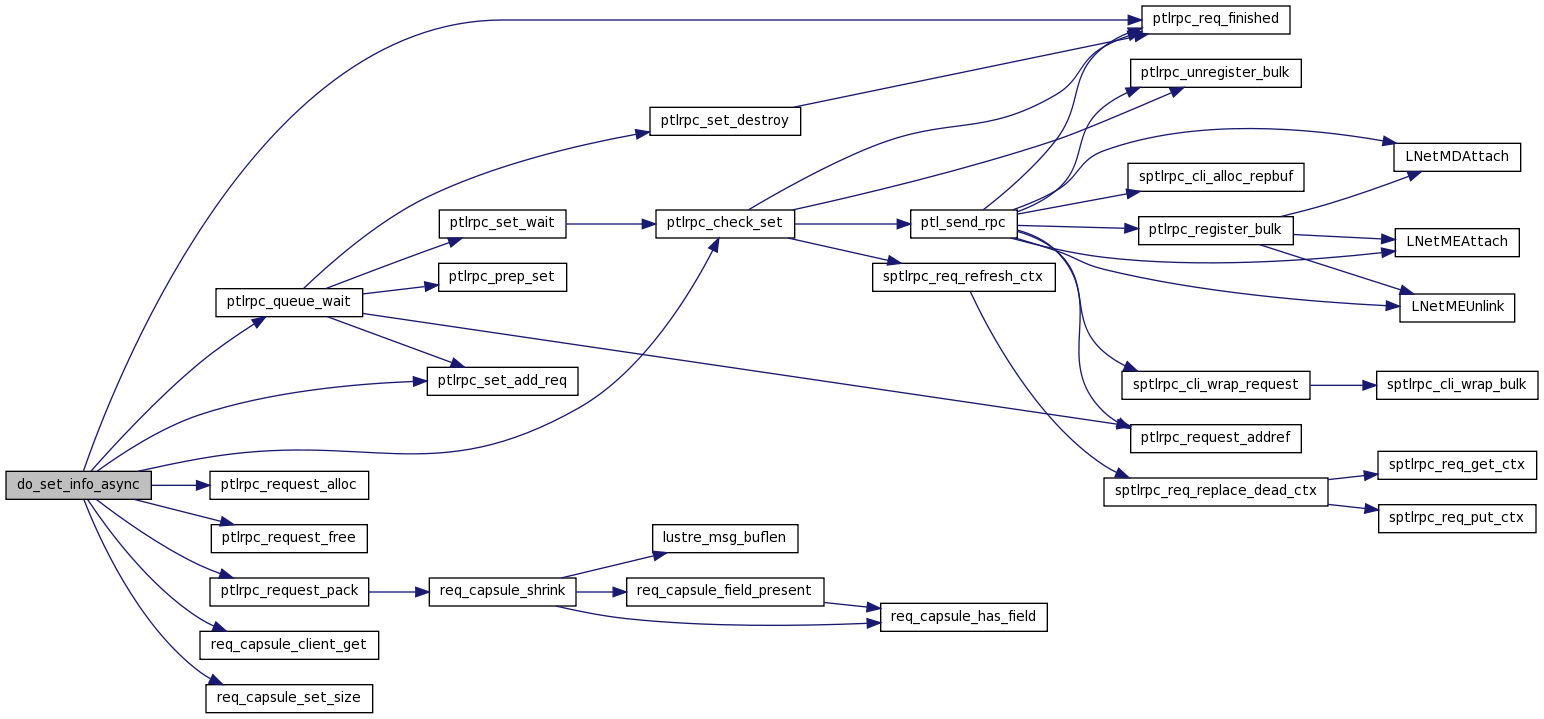 ptlrpc_req_finished
ptlrpc_unregister_bulk
ptlrpc_set_destroy
LNetMDAttach
sptlrpc_cli_alloc_repbuf
ptlrpc_set_wait
ptlrpc_check_set
ptl_send_rpc
ptlrpc_register_bulk
LNetMEAttach
ptlrpc_prep_set
sptlrpc_req_refresh_ctx
ptlrpc_queue_wait
LNetMEUnlink
ptlrpc_set_add_req
sptlrpc_cli_wrap_request
sptlrpc_cli_wrap_bulk
ptlrpc_request_addref
sptlrpc_req_get_ctx
do_set_info_async
ptlrpc_request_alloc
sptlrpc_req_replace_dead_ctx
sptlrpc_req_put_ctx
ptlrpc_request_free
lustre_msg_buflen
ptlrpc_request_pack
req_capsule_shrink
req_capsule_field_present
req_capsule_has_field
req_capsule_client_get
req_capsule_set_size